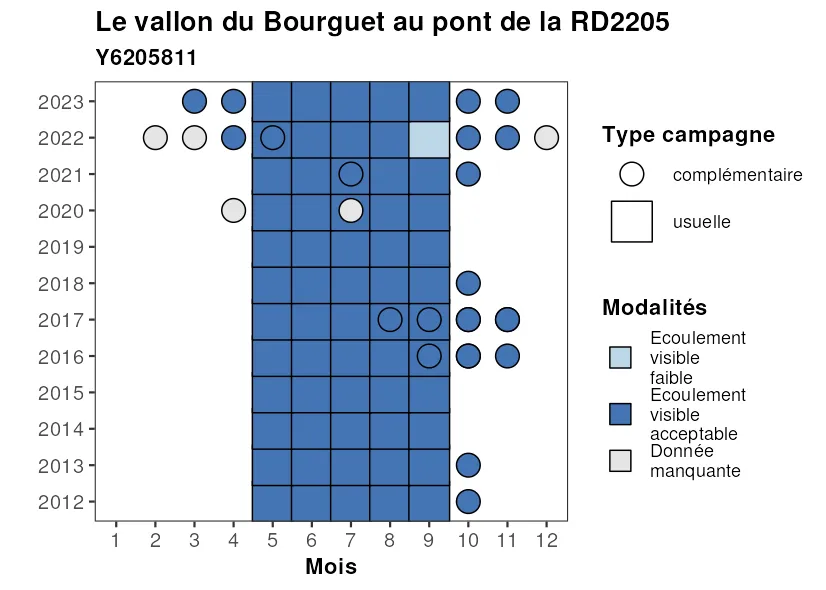 Le vallon du Bourguet au pont de la RD2205
Y6205811
2023
2022
2021
2020
2019
2018
2017
2016
2015
2014
2013
2012
1 2 3 4 5 6 7 8 9 10 11 12
Mois
Type campagne
complémentaire
usuelle
Modalités
Ecoulement
visible
faible
Ecoulement
visible
acceptable
Donnée
manquante